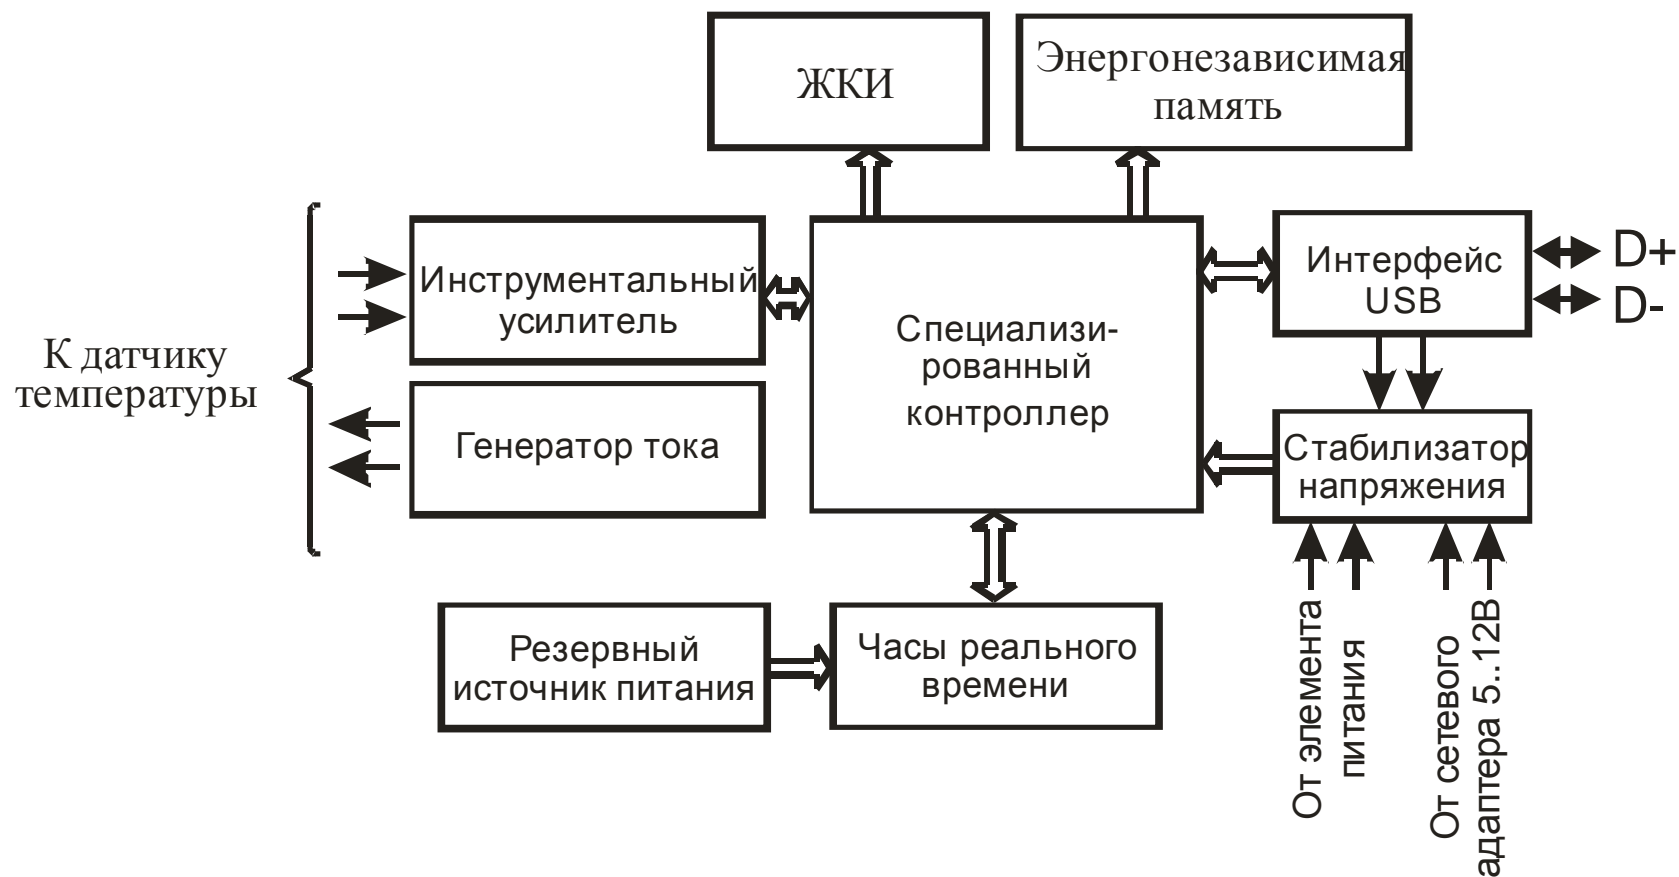 ЖКИ
Энергонезависимая
память
К датчику
температуры
Инструментальный
усилитель
Генератор тока
Специализи-
рованный
контроллер
Интерфейс
USB
D+
D-
Стабилизатор
напряжения
Резервный
источник питания
Часы реального
времени
От элемента
питания
От сетевого
адаптера 5..12В